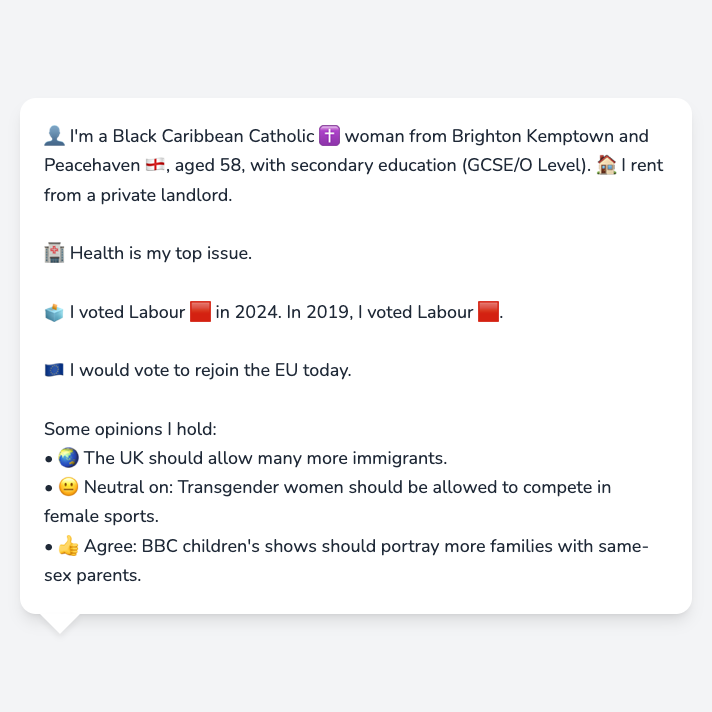 👤 I'm a Black Caribbean Catholic ✝️ woman from Brighton Kemptown and
Peacehaven 🏴󠁧󠁢󠁥󠁮󠁧󠁿, aged 58, with secondary education (GCSE/O Level). 🏠 I rent
from a private landlord.
🏥 Health is my top issue.
🗳️ I voted Labour 🟥 in 2024. In 2019, I voted Labour 🟥.
🇪🇺 I would vote to rejoin the EU today.
Some opinions I hold:
• 🌏 The UK should allow many more immigrants.
• 😐 Neutral on: Transgender women should be allowed to compete in
female sports.
• 👍 Agree: BBC children's shows should portray more families with same-
sex parents.